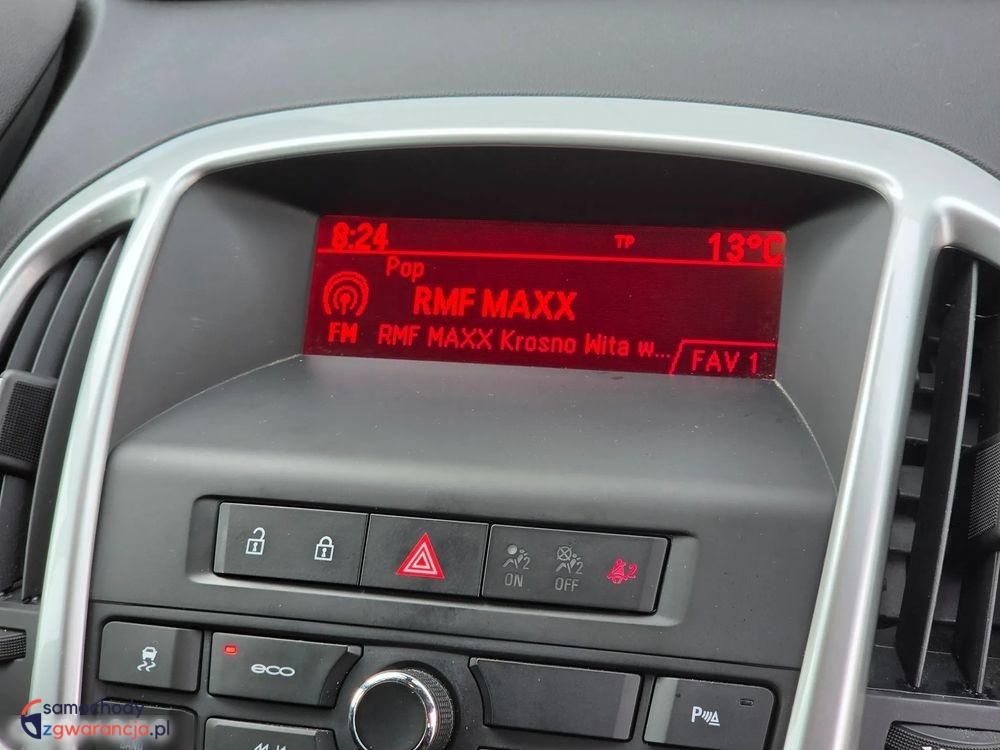 8:24 TP 13°C
Pop
RMF MAXX
FM RMF MAXX Krosno Wita w... FAV 1
ON OFF 2
eco
P
samochody
zgwarancja.pl